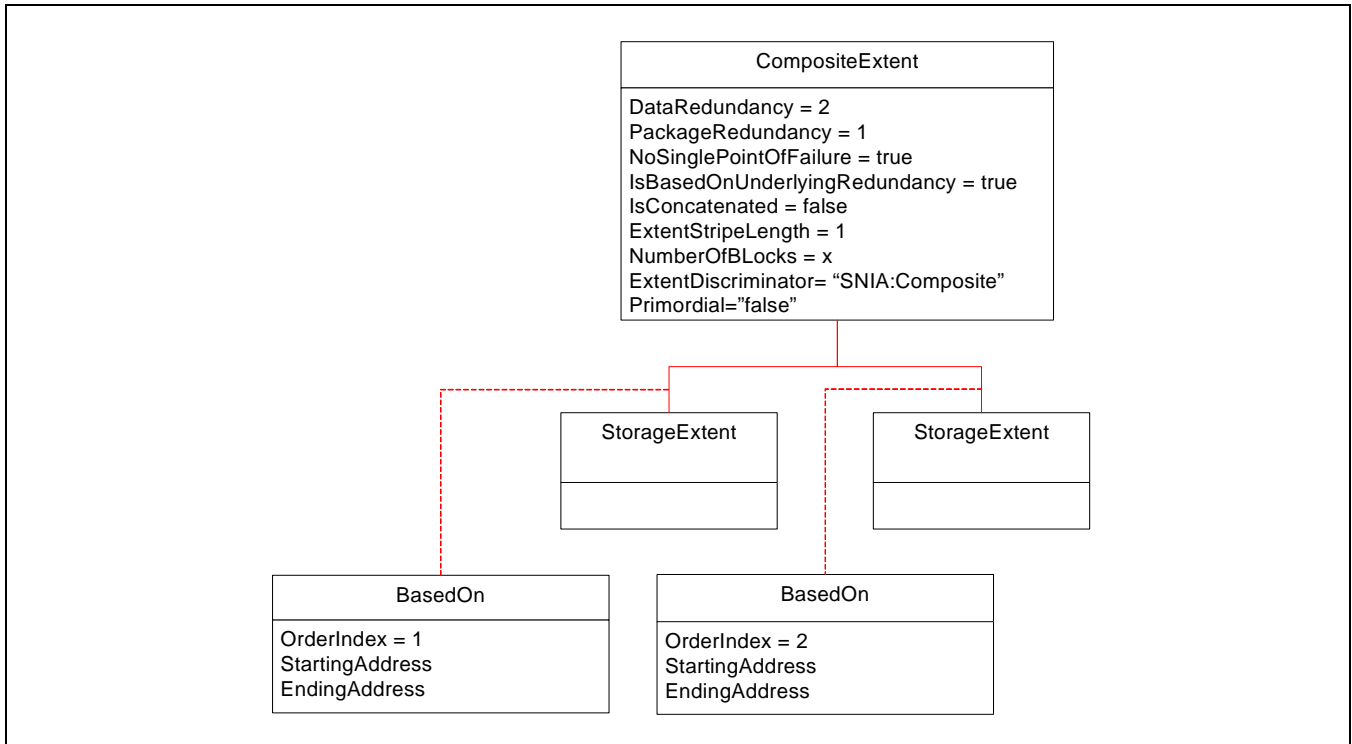 CompositeExtent
DataRedundancy = 2
PackageRedundancy = 1
NoSinglePointOfFailure = true
IsBasedOnUnderlyingRedundancy = true
IsConcatenated = false
ExtentStripeLength = 1
NumberOfBLocks = x
ExtentDiscriminator= “SNIA:Composite”
Primordial=”false”
StorageExtent
StorageExtent
BasedOn
OrderIndex = 1
StartingAddress
EndingAddress
BasedOn
OrderIndex = 2
StartingAddress
EndingAddress